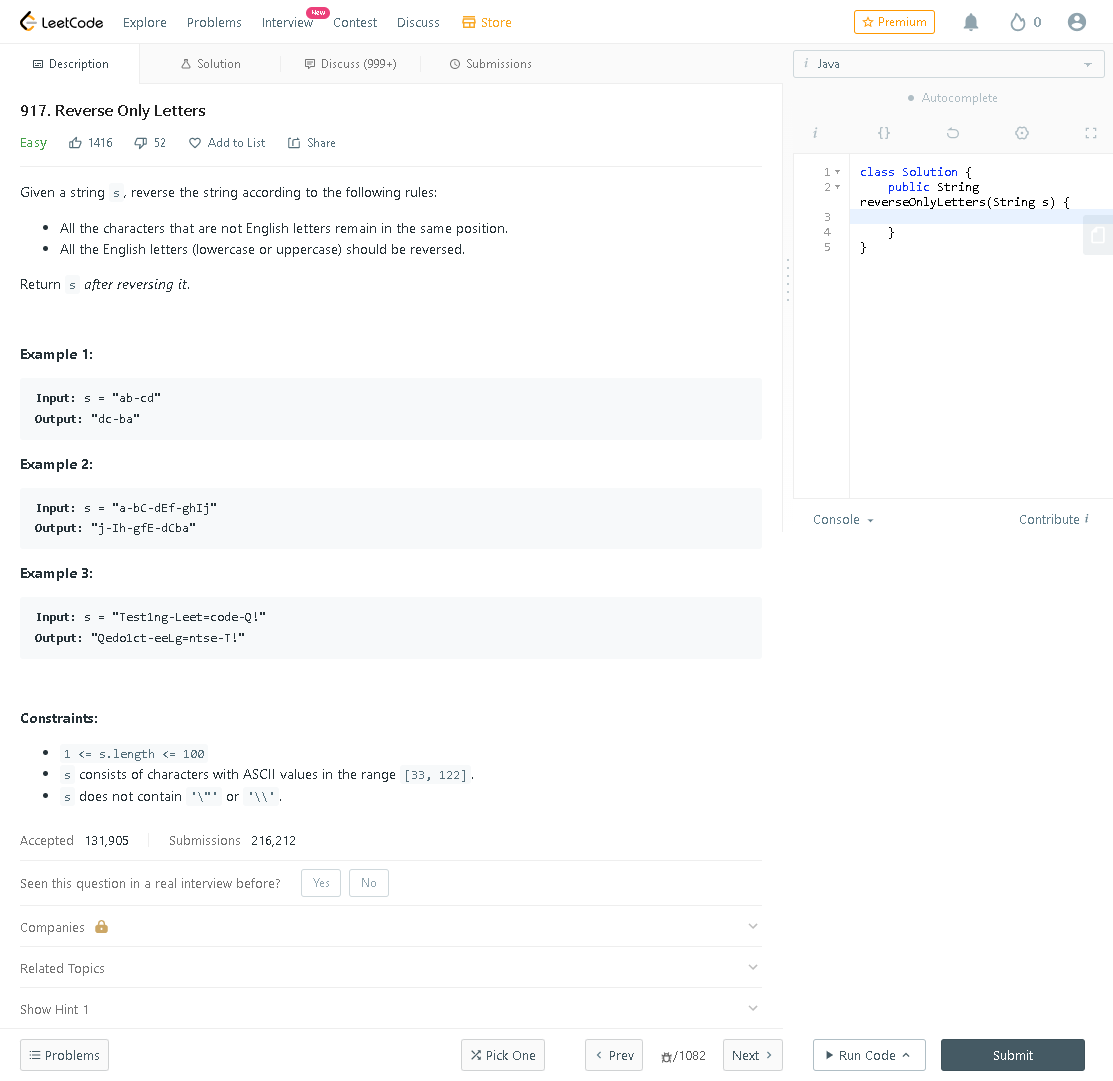 LeetCode Explore Problems Interview New Contest Discuss Store Premium 0
Description Solution Discuss (999+) Submissions
i Java
Autocomplete
i {}
917. Reverse Only Letters
Easy 1416 52 Add to List Share
Given a string s, reverse the string according to the following rules:
All the characters that are not English letters remain in the same position.
All the English letters (lowercase or uppercase) should be reversed.
Return s after reversing it.
Example 1:
Input: s = "ab-cd"
Output: "dc-ba"
Example 2:
Input: s = "a-bC-dEf-ghIj"
Output: "j-Ih-gfE-dCba"
Example 3:
Input: s = "Test1ng-Leet=code-Q!"
Output: "Qedo1ct-eeLg=ntse-T!"
Constraints:
1 <= s.length <= 100
s consists of characters with ASCII values in the range [33, 122].
s does not contain '\"' or '\\'.
Accepted 131,905 Submissions 216,212
Seen this question in a real interview before? Yes No
Companies
Related Topics
Show Hint 1
1 class Solution {
2 public String
reverseOnlyLetters(String s) {
3
4 }
5 }
Console Contribute i
Problems Pick One Prev /1082 Next Run Code Submit